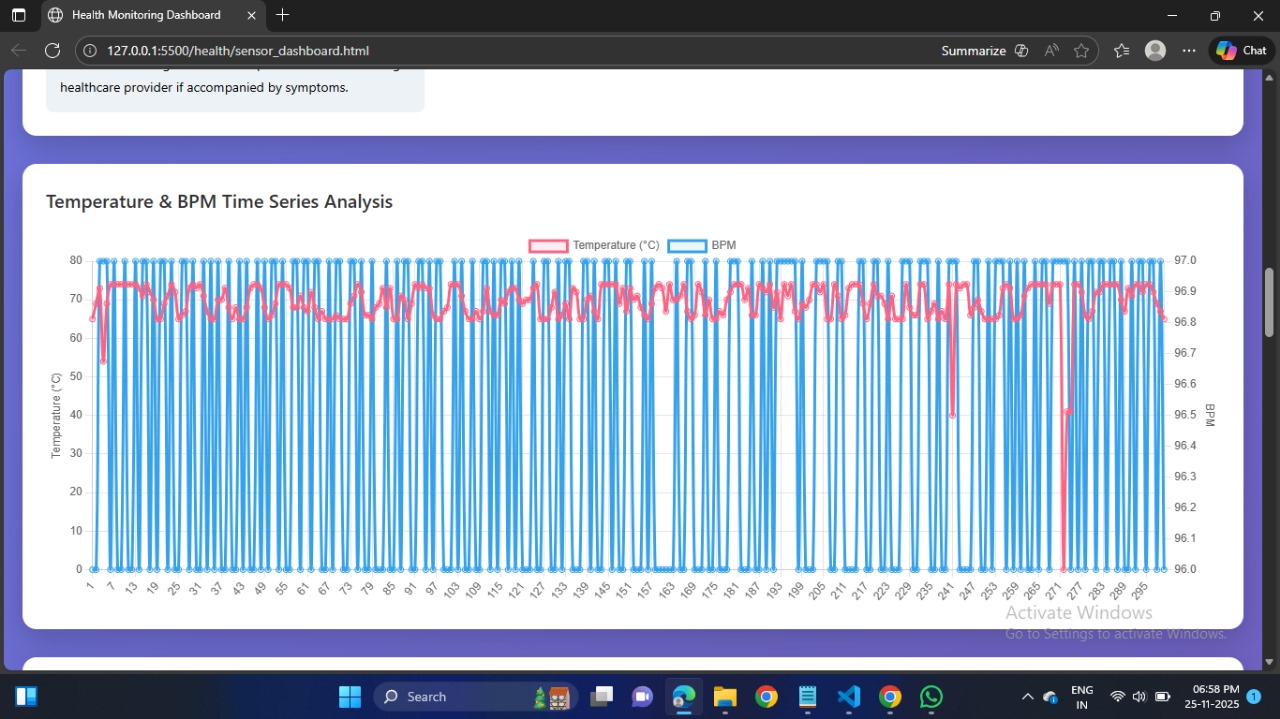 Health Monitoring Dashboard
127.0.0.1:5500/health/sensor_dashboard.html
Summarize
Chat
healthcare provider if accompanied by symptoms.
Temperature & BPM Time Series Analysis
Temperature (°C) BPM
80 97.0
96.9
70
96.8
60
96.7
50 96.6
40 96.5
96.4
30
96.3
20
96.2
10
96.1
0 96.0
Temperature (°C)
BPM
1 7 13 19 25 31 37 43 49 55 61 67 73 79 85 91 97 103 109 115 121 127 133 139 145 151 157 163 169 175 181 187 193 199 205 211 217 223 229 235 241 247 253 259 265 271 277 283 289 295
Activate Windows
Go to Settings to activate Windows.
Search
ENG
IN
06:58 PM
25-11-2025
1